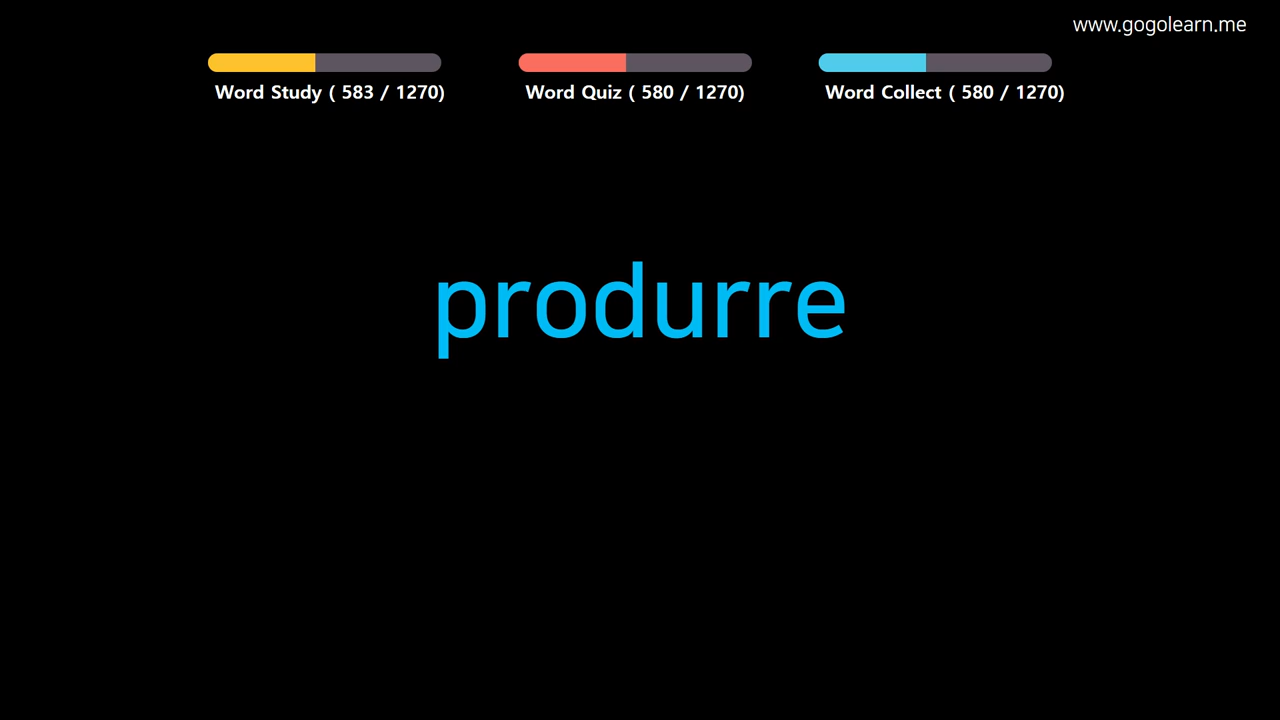 www.gogolearn.me
Word Study ( 583 / 1270)
Word Quiz ( 580 / 1270)
Word Collect ( 580 / 1270)
produrre